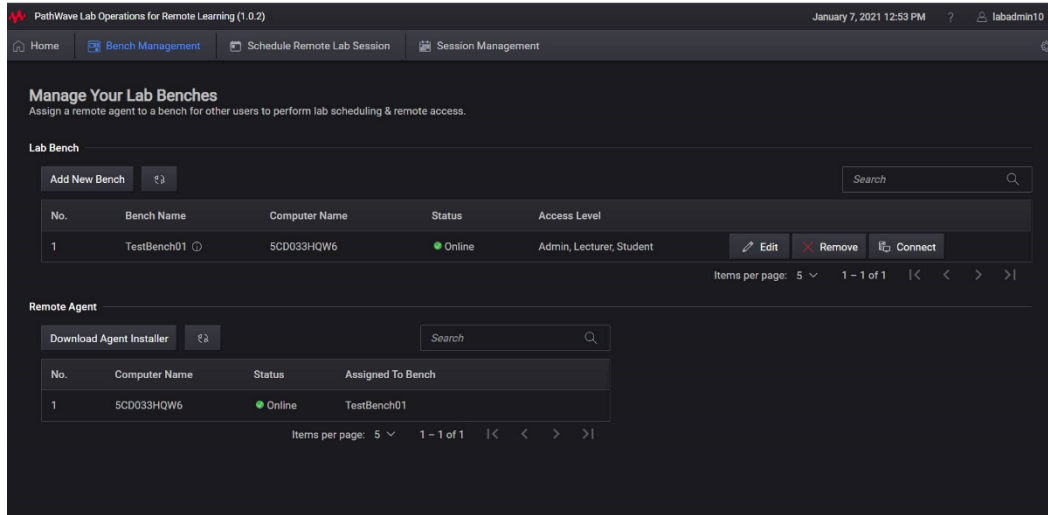 PathWave Lab Operations for Remote Learning (1.0.2) January 7, 2021 12:53 PM ? labadmin10
Home Bench Management Schedule Remote Lab Session Session Management
Manage Your Lab Benches
Assign a remote agent to a bench for other users to perform lab scheduling & remote access.
Lab Bench
Add New Bench Search
No. Bench Name Computer Name Status Access Level
1 TestBench01 5CD033HQW6 Online Admin, Lecturer, Student Edit Remove Connect
Items per page: 5 1 – 1 of 1
Remote Agent
Download Agent Installer Search
No. Computer Name Status Assigned To Bench
1 5CD033HQW6 Online TestBench01
Items per page: 5 1 – 1 of 1